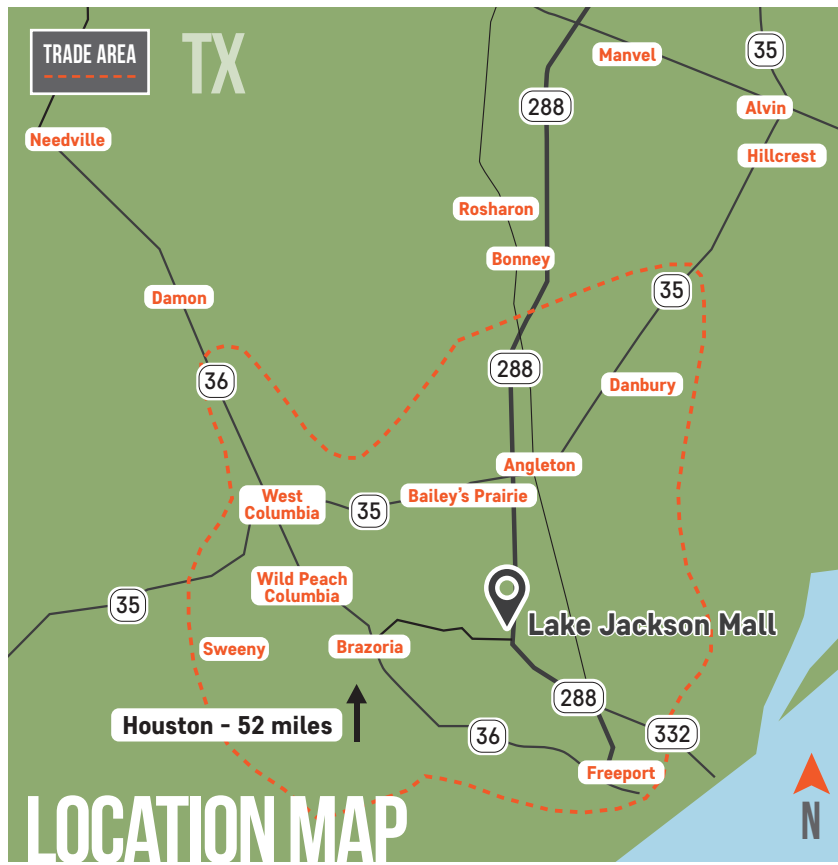 TRADE AREA
TX
Manvel
35
288
Alvin
Needville
Hillcrest
Rosharon
Bonney
Damon
35
288
36
Danbury
Angleton
Bailey's Prairie
West
Columbia
35
Wild Peach
Columbia
35
Lake Jackson Mall
Sweeny
Brazoria
288
Houston - 52 miles
36
332
Freeport
LOCATION MAP
N